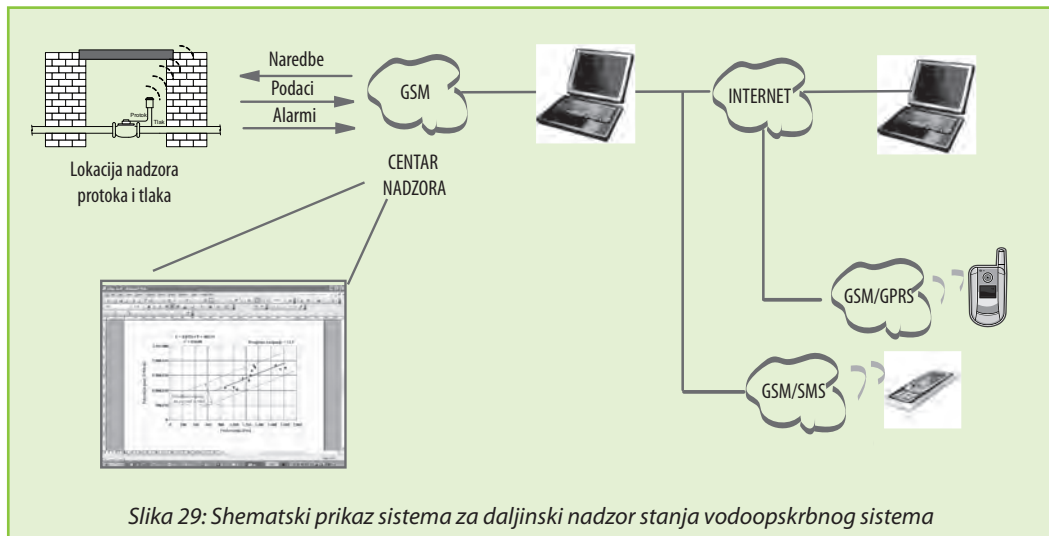 Naredbe
Podaci
Alarmi
GSM
INTERNET
Protok
Tlak
Lokacija nadzora
protoka i tlaka
CENTAR
NADZORA
GSM/GPRS
GSM/SMS
Slika 29: Shematski prikaz sistema za daljinski nadzor stanja vodoopskrbnog sistema